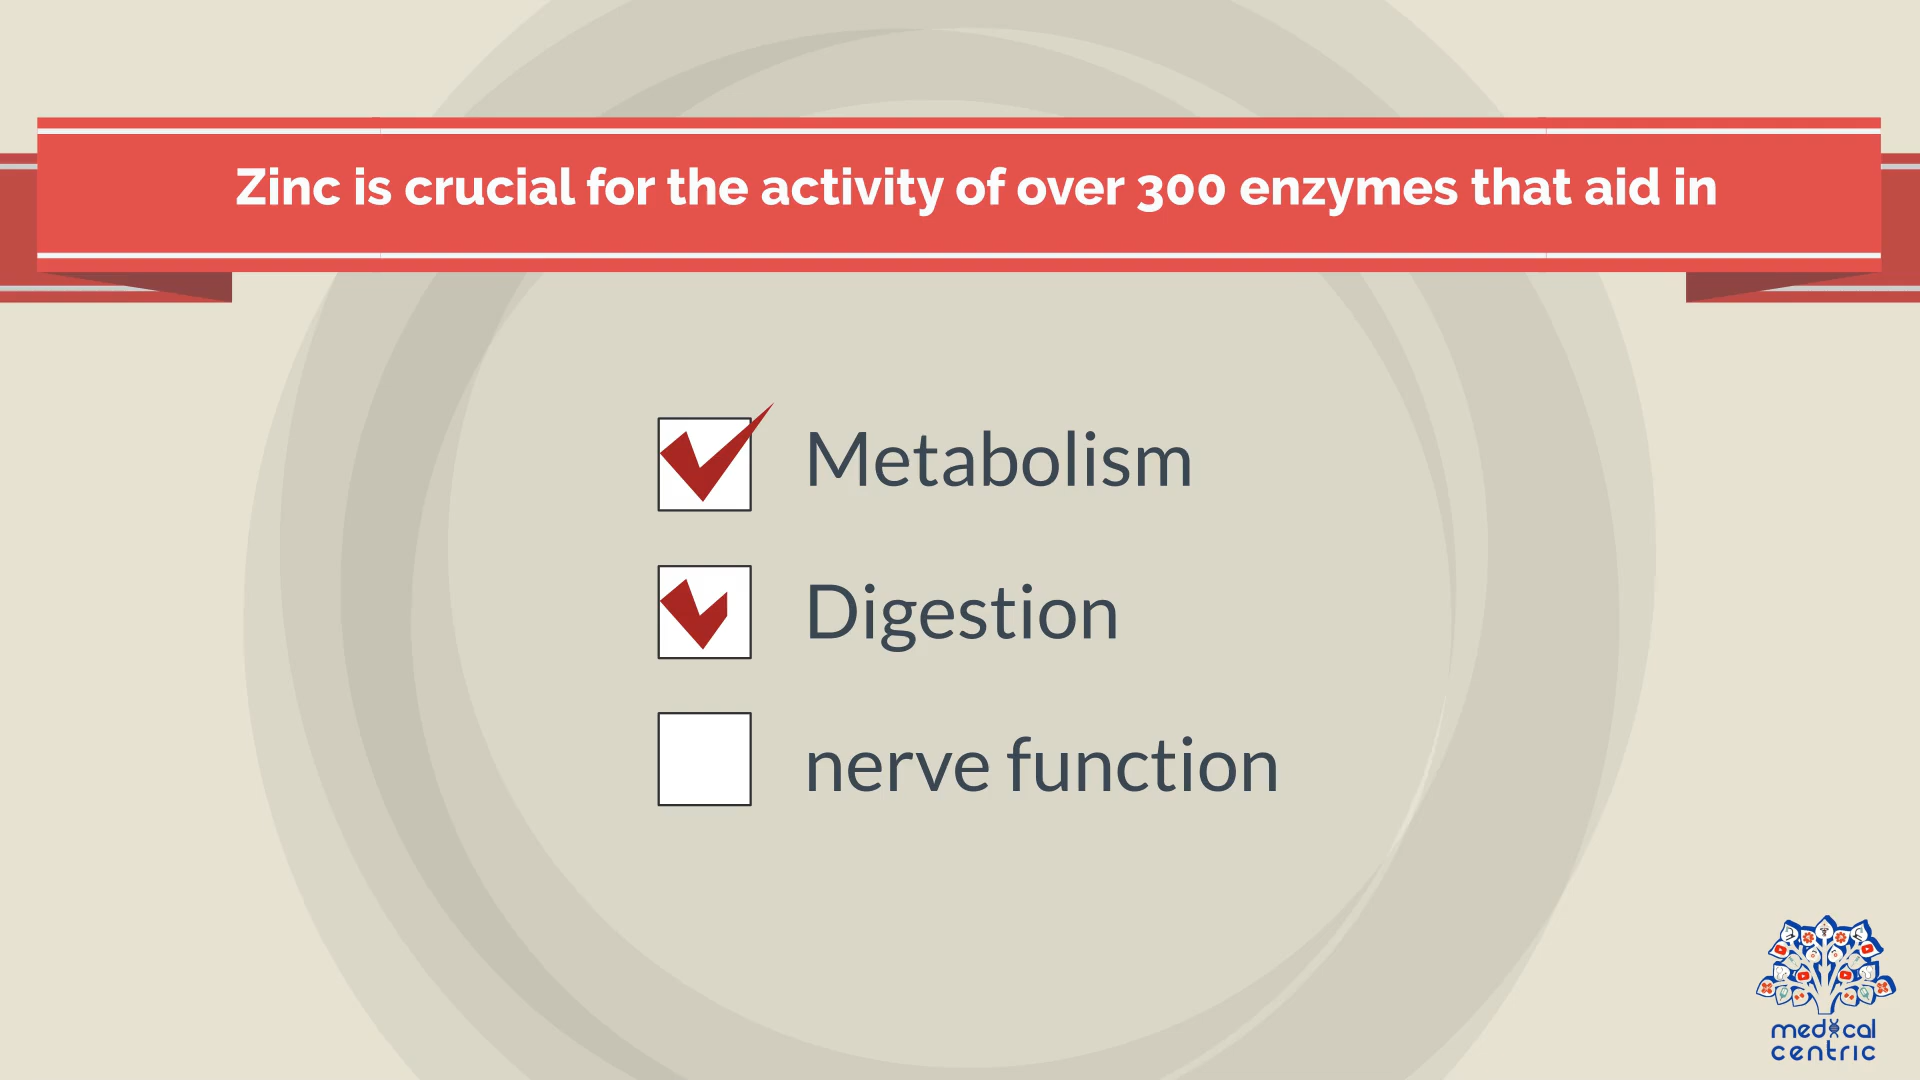 Zinc is crucial for the activity of over 300 enzymes that aid in
Metabolism
Digestion
nerve function
medical
centric